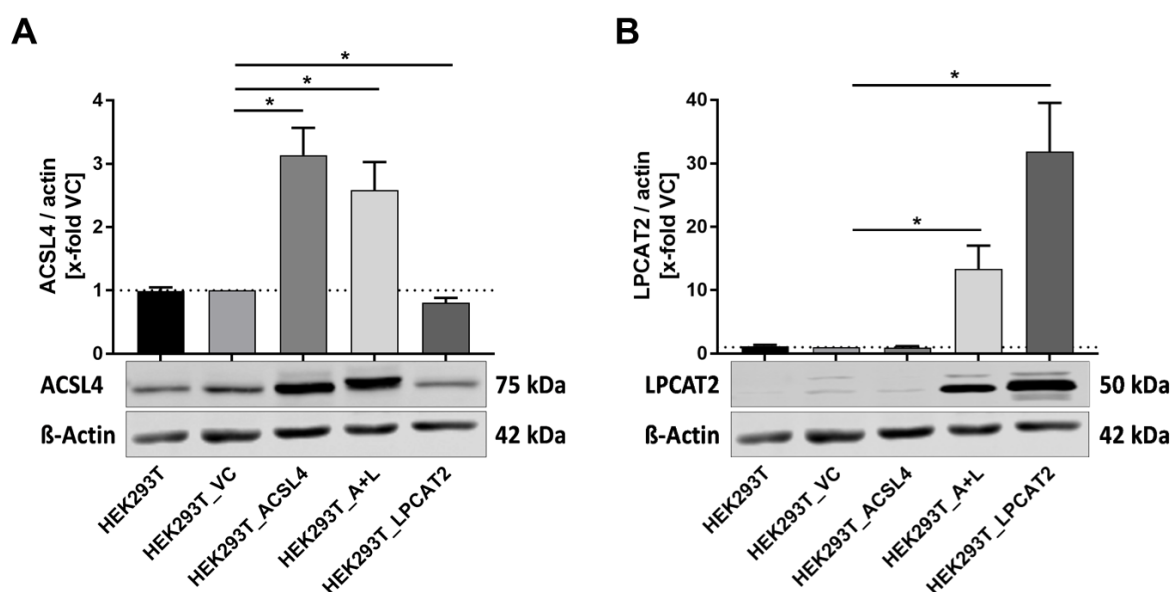 A
*
*
*
ACSL4 / actin
[x-fold VC]
4
3
2
1
0
ACSL4
75 kDa
ß-Actin
42 kDa
HEK293T
HEK293T_VC
HEK293T_ACSL4
HEK293T_A+L
HEK293T_LPCAT2
B
*
*
LPCAT2 / actin
[x-fold VC]
40
30
20
10
0
LPCAT2
50 kDa
ß-Actin
42 kDa
HEK293T
HEK293T_VC
HEK293T_ACSL4
HEK293T_A+L
HEK293T_LPCAT2